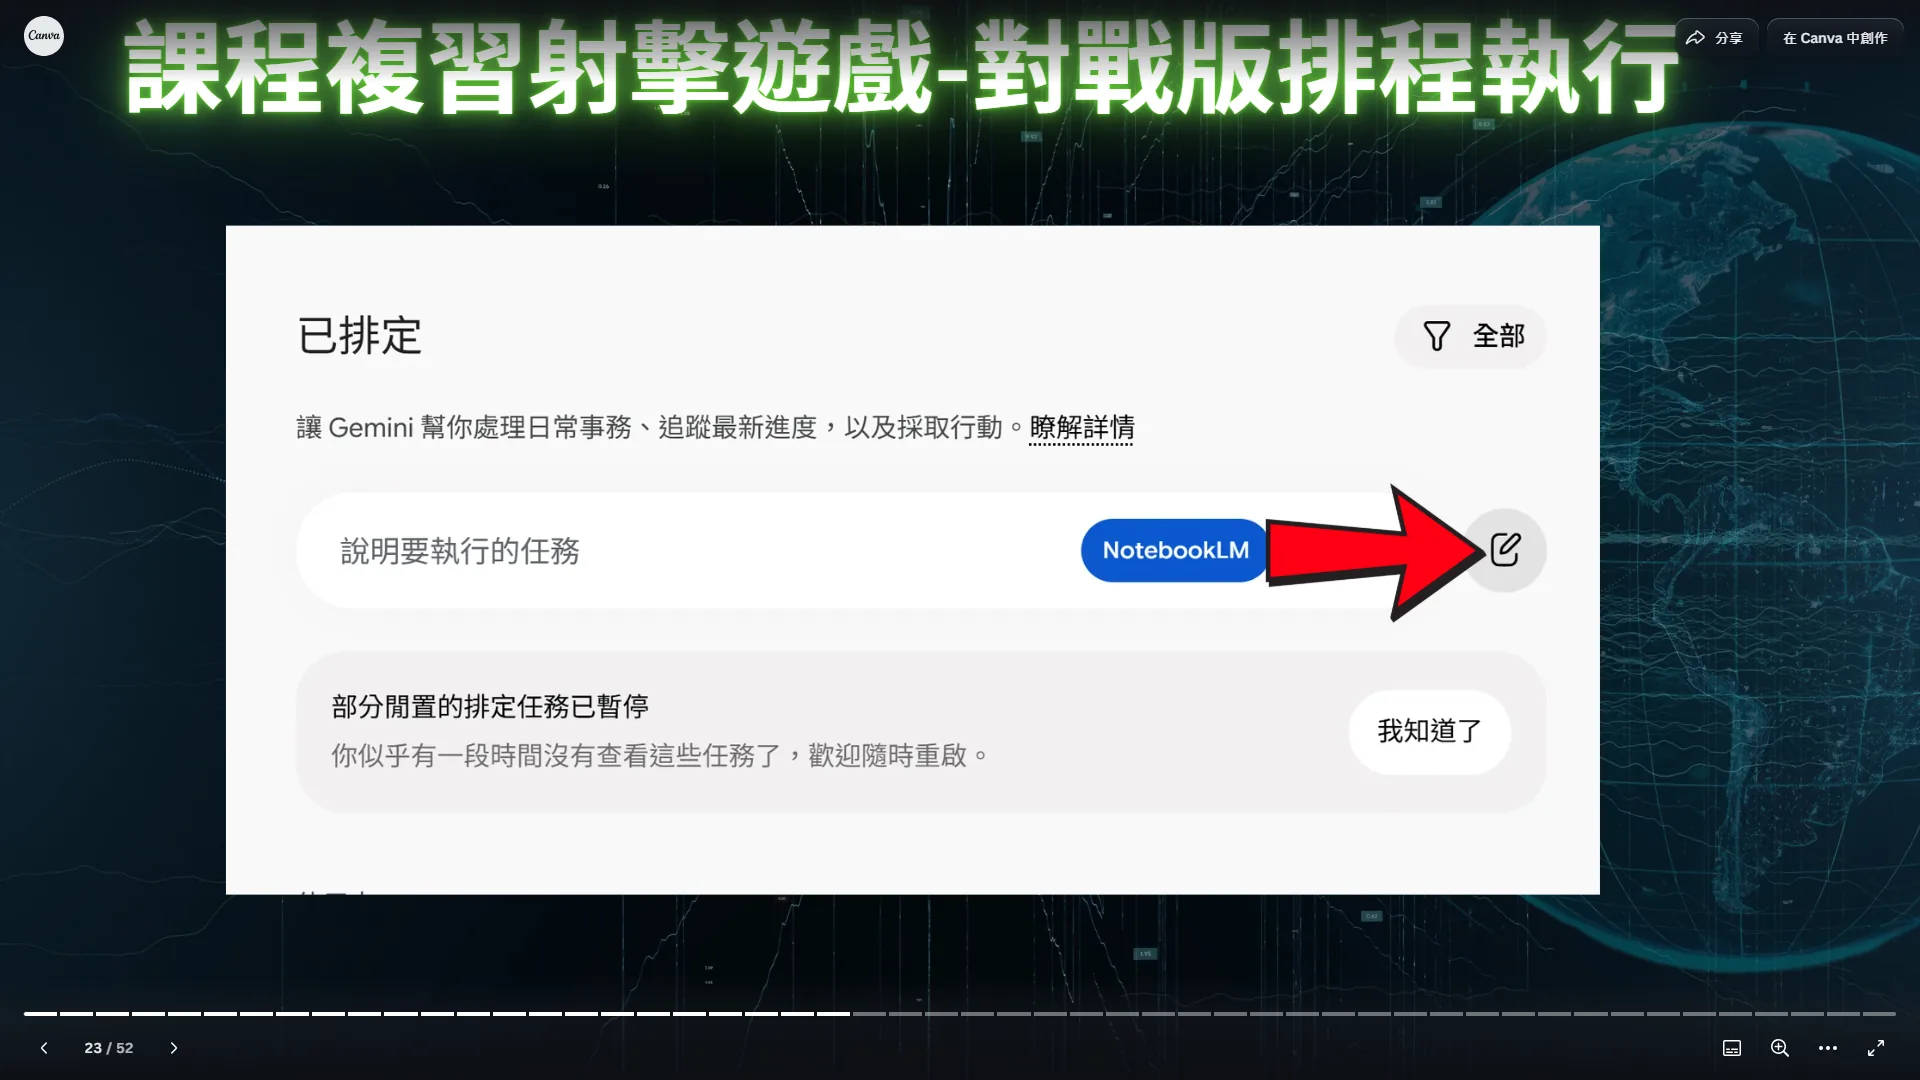 Canva
課程複習射擊遊戲-對戰版排程執行
分享
在 Canva 中創作
已排定
全部
讓 Gemini 幫你處理日常事務、追蹤最新進度，以及採取行動。瞭解詳情
說明要執行的任務
NotebookLM
部分閒置的排定任務已暫停
你似乎有一段時間沒有查看這些任務了，歡迎隨時重啟。
我知道了
23 / 52